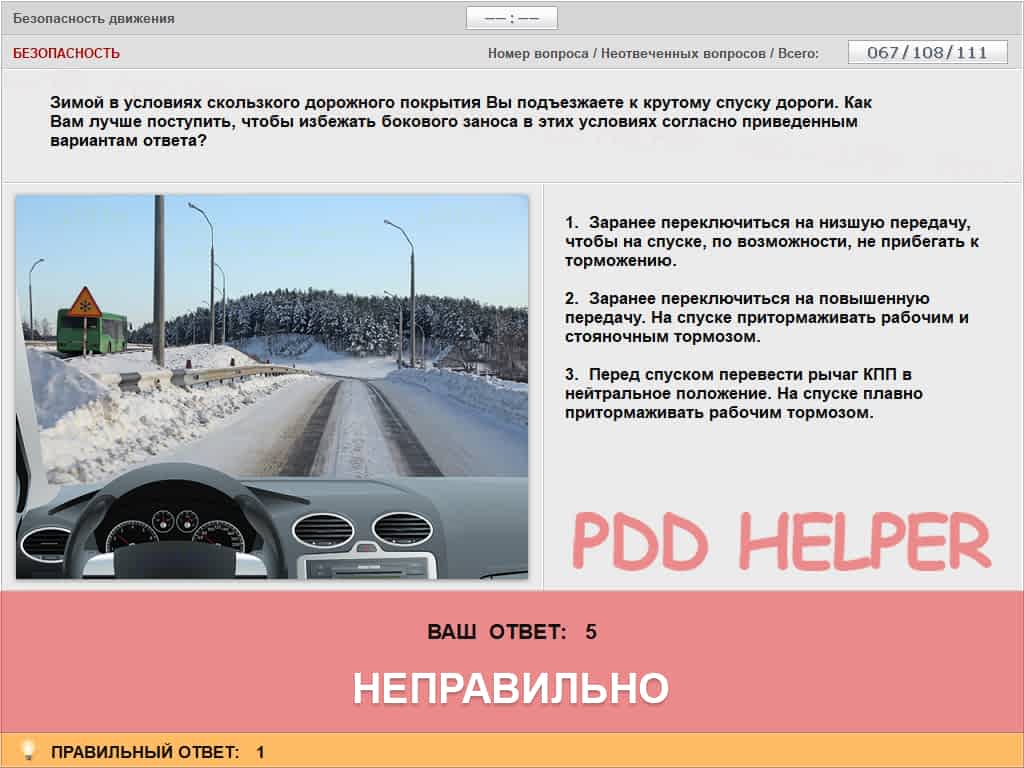 Безопасность движения
--:--
БЕЗОПАСНОСТЬ
Номер вопроса / Неотвеченных вопросов / Всего:
067/108/111
Зимой в условиях скользкого дорожного покрытия Вы подъезжаете к крутому спуску дороги. Как
Вам лучше поступить, чтобы избежать бокового заноса в этих условиях согласно приведенным
вариантам ответа?
1. Заранее переключиться на низшую передачу,
чтобы на спуске, по возможности, не прибегать к
торможению.
2. Заранее переключиться на повышенную
передачу. На спуске притормаживать рабочим и
стояночным тормозом.
3. Перед спуском перевести рычаг КПП в
нейтральное положение. На спуске плавно
притормаживать рабочим тормозом.
PDD HELPER
ВАШ ОТВЕТ: 5
НЕПРАВИЛЬНО
ПРАВИЛЬНЫЙ ОТВЕТ: 1